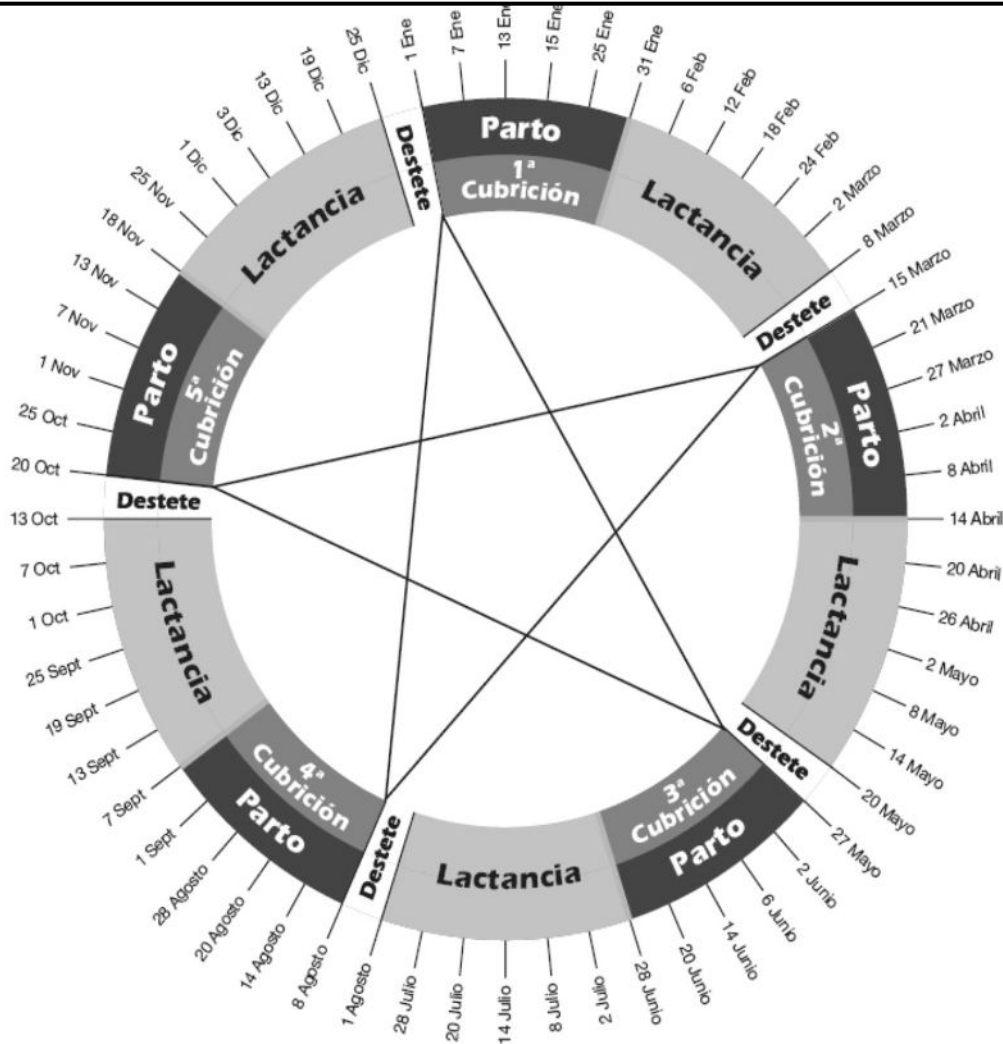 1 Ene
7 Ene
13 Ene
15 Ene
25 Ene
31 Ene
6 Feb
12 Feb
18 Feb
24 Feb
2 Marzo
8 Marzo
15 Marzo
21 Marzo
27 Marzo
2 Abril
8 Abril
14 Abril
20 Abril
26 Abril
2 Mayo
8 Mayo
14 Mayo
20 Mayo
27 Mayo
2 Junio
6 Junio
14 Junio
20 Junio
28 Junio
2 Julio
8 Julio
14 Julio
20 Julio
28 Julio
1 Agosto
8 Agosto
14 Agosto
20 Agosto
28 Agosto
1 Sept
7 Sept
13 Sept
19 Sept
25 Sept
1 Oct
7 Oct
13 Oct
20 Oct
25 Oct
1 Nov
7 Nov
13 Nov
18 Nov
25 Nov
1 Dic
3 Dic
13 Dic
19 Dic
25 Dic
Destete
Parto
1ª
Cubrición
Lactancia
Destete
Parto
2ª
Cubrición
Lactancia
Destete
Parto
3ª
Cubrición
Lactancia
Destete
Parto
4ª
Cubrición
Lactancia
Destete
Parto
5ª
Cubrición
Lactancia